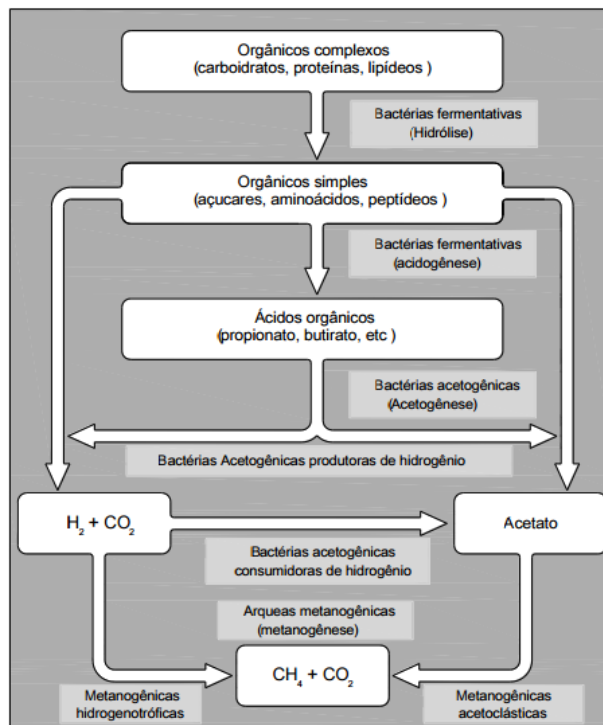 Orgânicos complexos
(carboidratos, proteínas, lipídeos )
Bactérias fermentativas
(Hidrólise)
Orgânicos simples
(açucares, aminoácidos, peptídeos )
Bactérias fermentativas
(acidogênese)
Ácidos orgânicos
(propionato, butirato, etc )
Bactérias acetogênicas
(Acetogênese)
Bactérias Acetogênicas produtoras de hidrogênio
H₂ + CO₂
Acetato
Bactérias acetogênicas
consumidoras de hidrogênio
Arqueas metanogênicas
(metanogênese)
CH₄ + CO₂
Metanogênicas
hidrogenotróficas
Metanogênicas
acetoclásticas